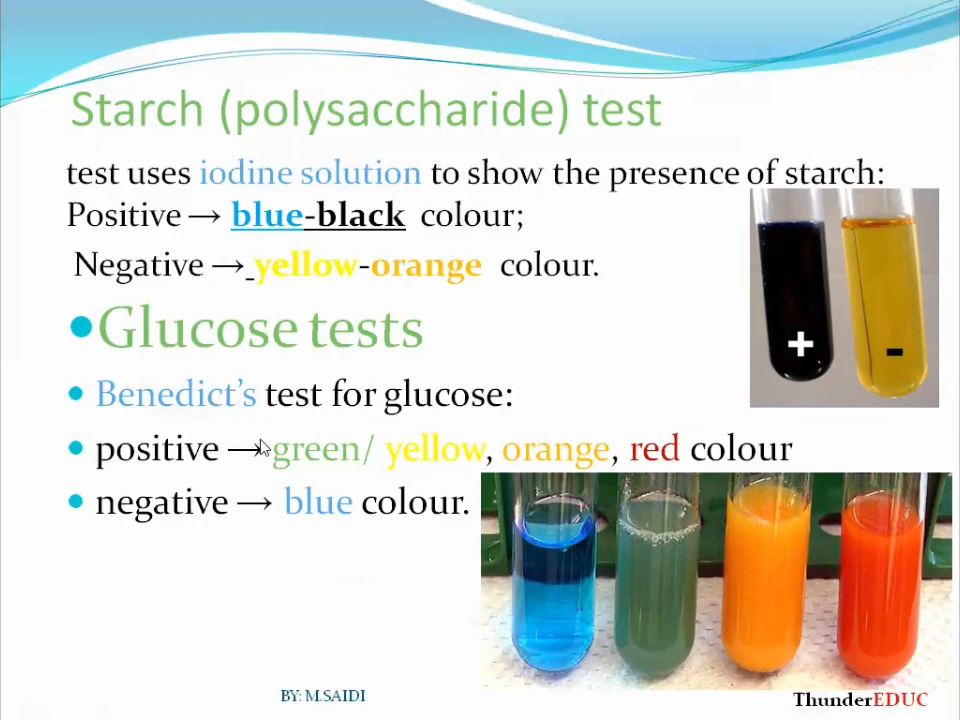 Starch (polysaccharide) test
test uses iodine solution to show the presence of starch:
Positive → blue-black colour;
Negative → yellow-orange colour.
•Glucose tests
• Benedict's test for glucose:
• positive → green/ yellow, orange, red colour
• negative → blue colour.
+ -
BY: M.SAIDI
ThunderEDUC